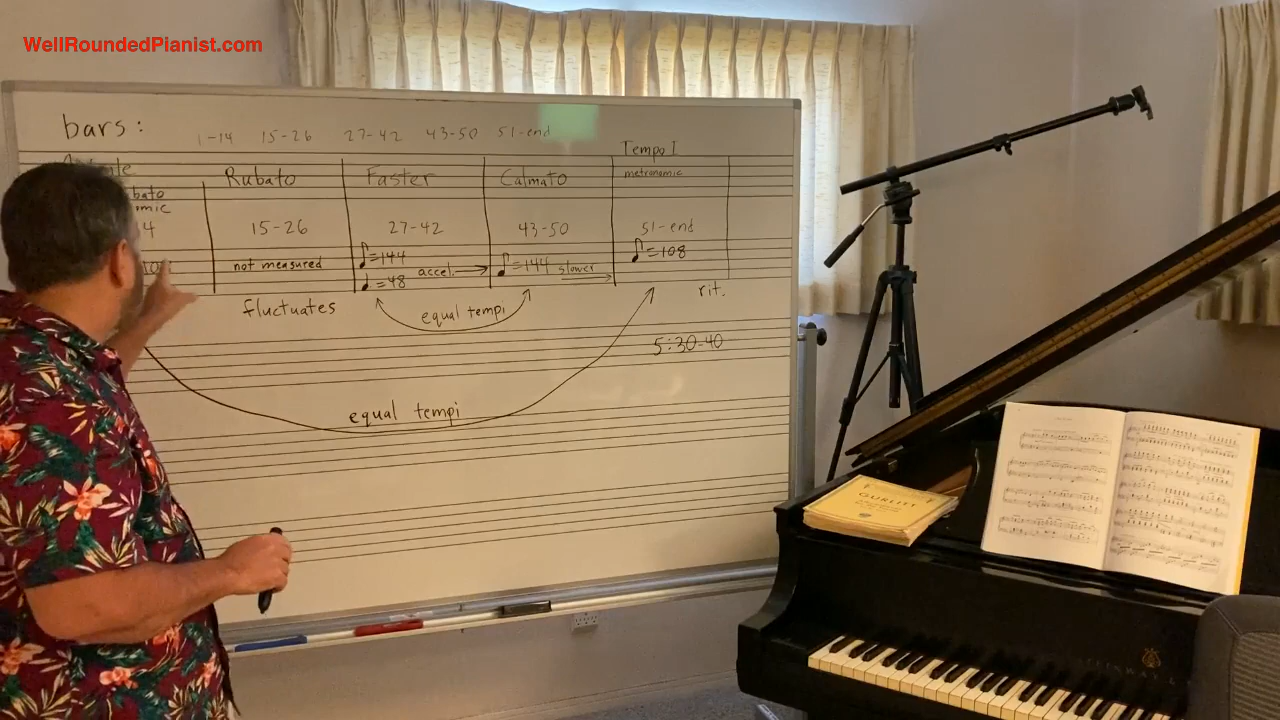 WellRoundedPianist.com
bars:
1-14 15-26 27-42 43-50 51-end
Tempo I
Rubato Faster Calmato metronomic
15-26 27-42 43-50 51-end
not measured ♪=144 ♪=144 slower ♪=108
♩=48 accel.
fluctuates equal tempi rit.
5:30-40
equal tempi
GURLITT
STEINWAY